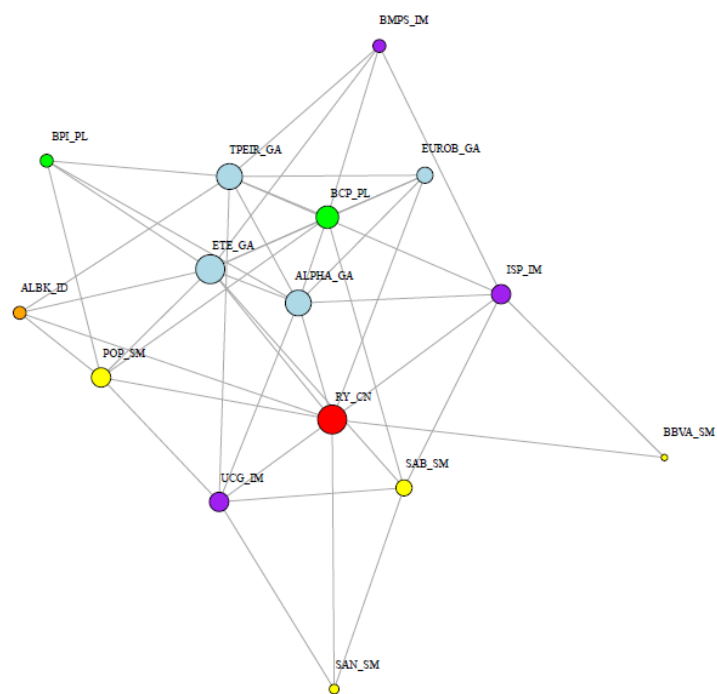 BMPS_IM
BPI_PL
TPEIR_GA
EUROB_GA
BCP_PL
ETE_GA
ALPHA_GA
ISP_IM
ALBK_ID
POP_SM
RY_CN
BBVA_SM
UCG_IM
SAB_SM
SAN_SM